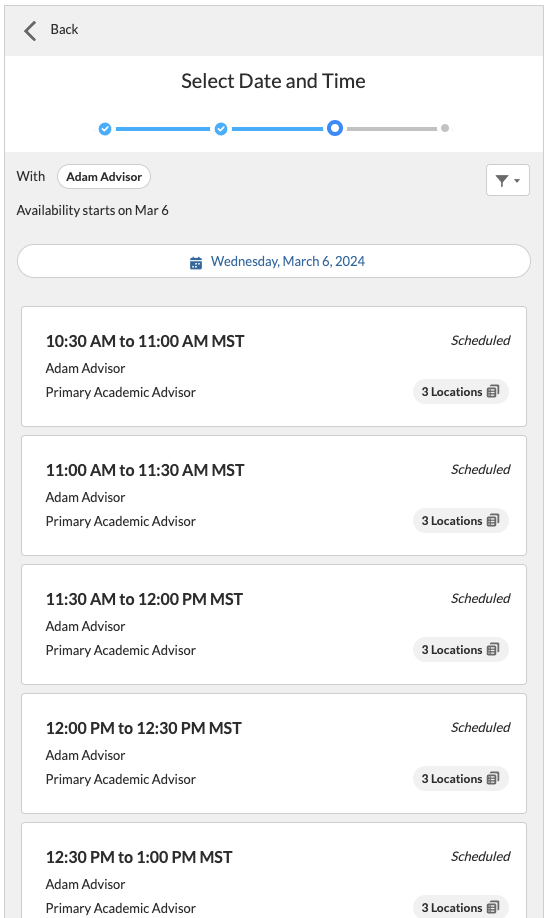 Back
Select Date and Time
With Adam Advisor
Availability starts on Mar 6
Wednesday, March 6, 2024
10:30 AM to 11:00 AM MST Scheduled
Adam Advisor
Primary Academic Advisor 3 Locations
11:00 AM to 11:30 AM MST Scheduled
Adam Advisor
Primary Academic Advisor 3 Locations
11:30 AM to 12:00 PM MST Scheduled
Adam Advisor
Primary Academic Advisor 3 Locations
12:00 PM to 12:30 PM MST Scheduled
Adam Advisor
Primary Academic Advisor 3 Locations
12:30 PM to 1:00 PM MST Scheduled
Adam Advisor
Primary Academic Advisor 3 Locations